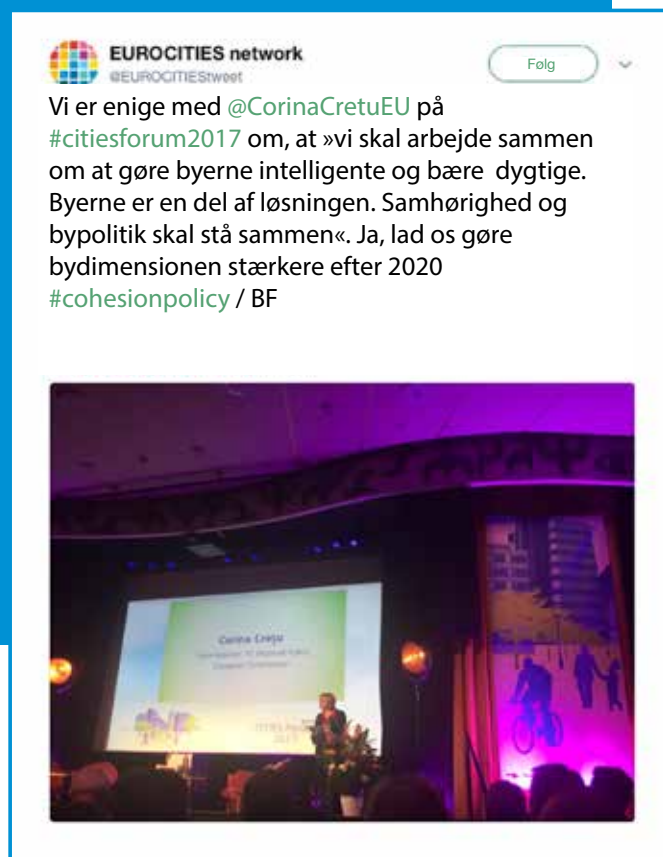 EUROCITIES network
@EUROCITIEStweet
Følg
Vi er enige med @CorinaCretuEU på
#citiesforum2017 om, at »vi skal arbejde sammen
om at gøre byerne intelligente og bære  dygtige.
Byerne er en del af løsningen. Samhørighed og
bypolitik skal stå sammen«. Ja, lad os gøre
bydimensionen stærkere efter 2020
#cohesionpolicy / BF
Corina Crețu